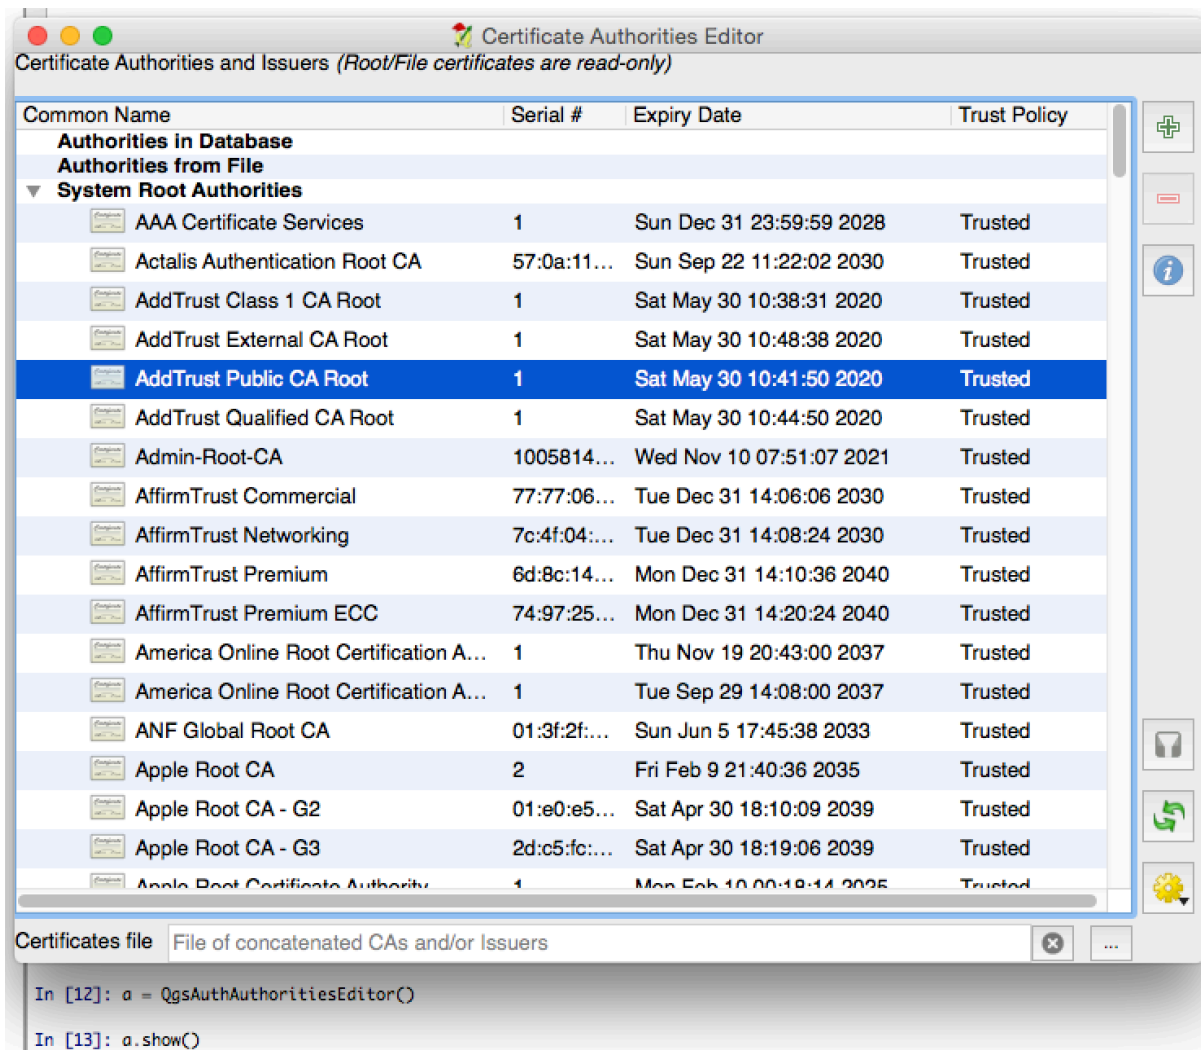 Certificate Authorities Editor
Certificate Authorities and Issuers (Root/File certificates are read-only)
Common Name Serial # Expiry Date Trust Policy
Authorities in Database
Authorities from File
System Root Authorities
AAA Certificate Services 1 Sun Dec 31 23:59:59 2028 Trusted
Actalis Authentication Root CA 57:0a:11... Sun Sep 22 11:22:02 2030 Trusted
AddTrust Class 1 CA Root 1 Sat May 30 10:38:31 2020 Trusted
AddTrust External CA Root 1 Sat May 30 10:48:38 2020 Trusted
AddTrust Public CA Root 1 Sat May 30 10:41:50 2020 Trusted
AddTrust Qualified CA Root 1 Sat May 30 10:44:50 2020 Trusted
Admin-Root-CA 1005814... Wed Nov 10 07:51:07 2021 Trusted
AffirmTrust Commercial 77:77:06... Tue Dec 31 14:06:06 2030 Trusted
AffirmTrust Networking 7c:4f:04:... Tue Dec 31 14:08:24 2030 Trusted
AffirmTrust Premium 6d:8c:14... Mon Dec 31 14:10:36 2040 Trusted
AffirmTrust Premium ECC 74:97:25... Mon Dec 31 14:20:24 2040 Trusted
America Online Root Certification A... 1 Thu Nov 19 20:43:00 2037 Trusted
America Online Root Certification A... 1 Tue Sep 29 14:08:00 2037 Trusted
ANF Global Root CA 01:3f:2f:... Sun Jun 5 17:45:38 2033 Trusted
Apple Root CA 2 Fri Feb 9 21:40:36 2035 Trusted
Apple Root CA - G2 01:e0:e5... Sat Apr 30 18:10:09 2039 Trusted
Apple Root CA - G3 2d:c5:fc:... Sat Apr 30 18:19:06 2039 Trusted
Apple Root Certificate Authority 1 Mon Feb 10 00:18:14 2025 Trusted
Certificates file File of concatenated CAs and/or Issuers ...
In [12]: a = QgsAuthAuthoritiesEditor()
In [13]: a.show()